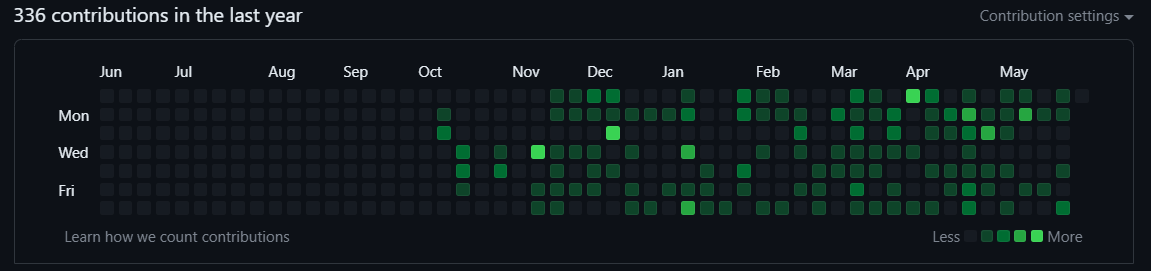 336 contributions in the last year
Contribution settings
Jun Jul Aug Sep Oct Nov Dec Jan Feb Mar Apr May
Mon
Wed
Fri
Learn how we count contributions
Less More